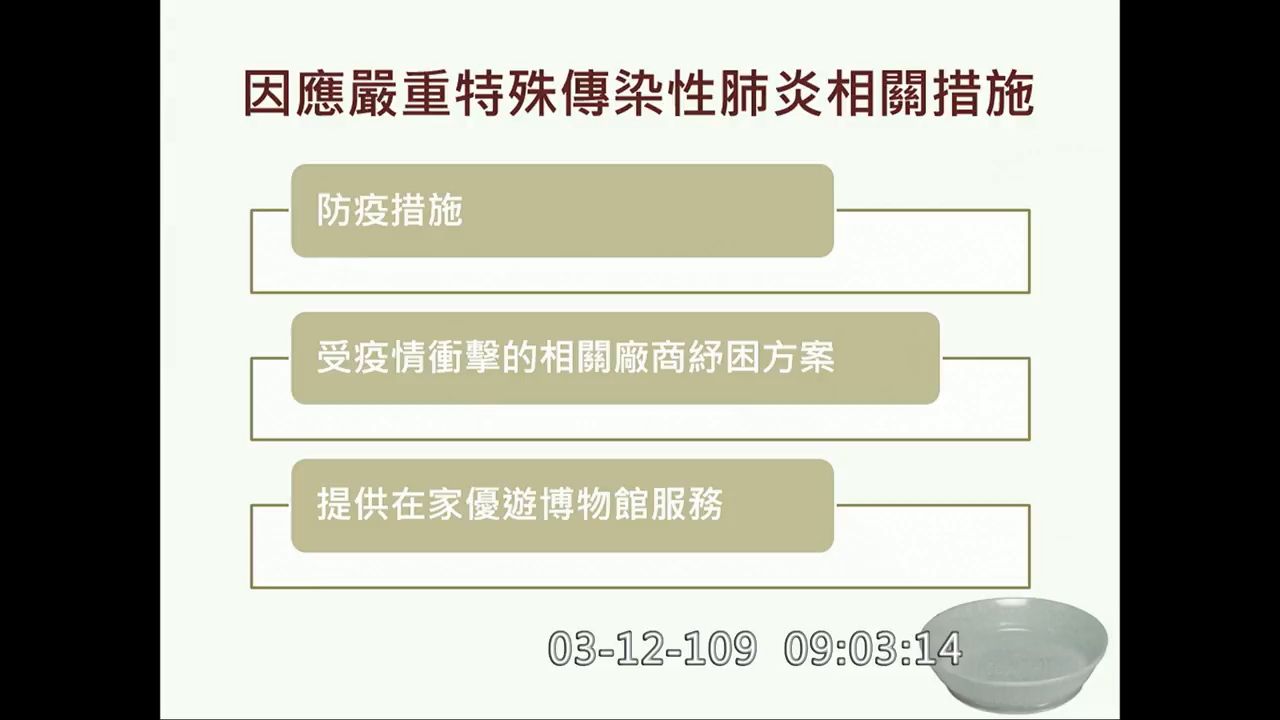 因應嚴重特殊傳染性肺炎相關措施
防疫措施
受疫情衝擊的相關廠商紓困方案
提供在家優遊博物館服務
03-12-109 09:03:14